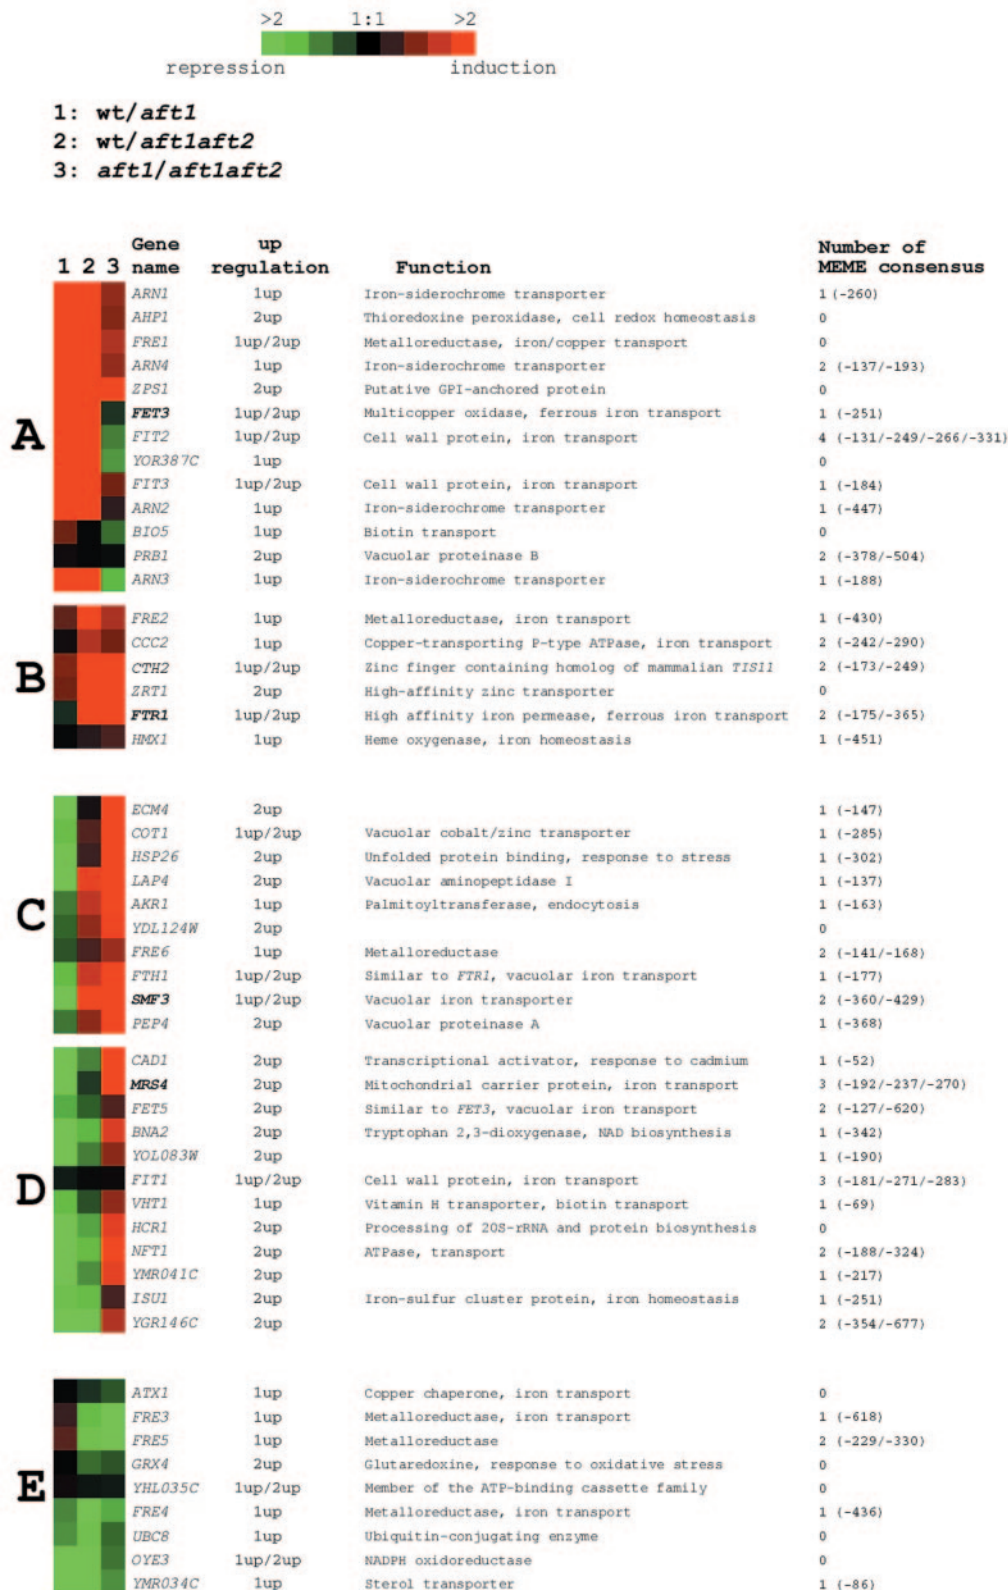 >2 1:1 >2
repression induction
1: wt/aft1
2: wt/aft1aft2
3: aft1/aft1aft2
Gene up Number of
1 2 3 name regulation Function MEME consensus
A
ARN1 1up Iron-siderochrome transporter 1 (-260)
AHP1 2up Thioredoxine peroxidase, cell redox homeostasis 0
FRE1 1up/2up Metalloreductase, iron/copper transport 0
ARN4 1up Iron-siderochrome transporter 2 (-137/-193)
ZPS1 2up Putative GPI-anchored protein 0
FET3 1up/2up Multicopper oxidase, ferrous iron transport 1 (-251)
FIT2 1up/2up Cell wall protein, iron transport 4 (-131/-249/-266/-331)
YOR387C 1up 0
FIT3 1up/2up Cell wall protein, iron transport 1 (-184)
ARN2 1up Iron-siderochrome transporter 1 (-447)
BIO5 1up Biotin transport 0
PRB1 2up Vacuolar proteinase B 2 (-378/-504)
ARN3 1up Iron-siderochrome transporter 1 (-188)
B
FRE2 1up Metalloreductase, iron transport 1 (-430)
CCC2 1up Copper-transporting P-type ATPase, iron transport 2 (-242/-290)
CTH2 1up/2up Zinc finger containing homolog of mammalian TIS11 2 (-173/-249)
ZRT1 2up High-affinity zinc transporter 0
FTR1 1up/2up High affinity iron permease, ferrous iron transport 2 (-175/-365)
HMX1 1up Heme oxygenase, iron homeostasis 1 (-451)
C
ECM4 2up 1 (-147)
COT1 1up/2up Vacuolar cobalt/zinc transporter 1 (-285)
HSP26 2up Unfolded protein binding, response to stress 1 (-302)
LAP4 2up Vacuolar aminopeptidase I 1 (-137)
AKR1 1up Palmitoyltransferase, endocytosis 1 (-163)
YDL124W 2up 0
FRE6 1up Metalloreductase 2 (-141/-168)
FTH1 1up/2up Similar to FTR1, vacuolar iron transport 1 (-177)
SMF3 1up/2up Vacuolar iron transporter 2 (-360/-429)
PEP4 2up Vacuolar proteinase A 1 (-368)
D
CAD1 2up Transcriptional activator, response to cadmium 1 (-52)
MRS4 2up Mitochondrial carrier protein, iron transport 3 (-192/-237/-270)
FET5 2up Similar to FET3, vacuolar iron transport 2 (-127/-620)
BNA2 2up Tryptophan 2,3-dioxygenase, NAD biosynthesis 1 (-342)
YOL083W 2up 1 (-190)
FIT1 1up/2up Cell wall protein, iron transport 3 (-181/-271/-283)
VHT1 1up Vitamin H transporter, biotin transport 1 (-69)
HCR1 2up Processing of 20S-rRNA and protein biosynthesis 0
NFT1 2up ATPase, transport 2 (-188/-324)
YMR041C 2up 1 (-217)
ISU1 2up Iron-sulfur cluster protein, iron homeostasis 1 (-251)
YGR146C 2up 2 (-354/-677)
E
ATX1 1up Copper chaperone, iron transport 0
FRE3 1up Metalloreductase, iron transport 1 (-618)
FRE5 1up Metalloreductase 2 (-229/-330)
GRX4 2up Glutaredoxine, response to oxidative stress 0
YHL035C 1up/2up Member of the ATP-binding cassette family 0
FRE4 1up Metalloreductase, iron transport 1 (-436)
UBC8 1up Ubiquitin-conjugating enzyme 0
OYE3 1up/2up NADPH oxidoreductase 0
YMR034C 1up Sterol transporter 1 (-86)